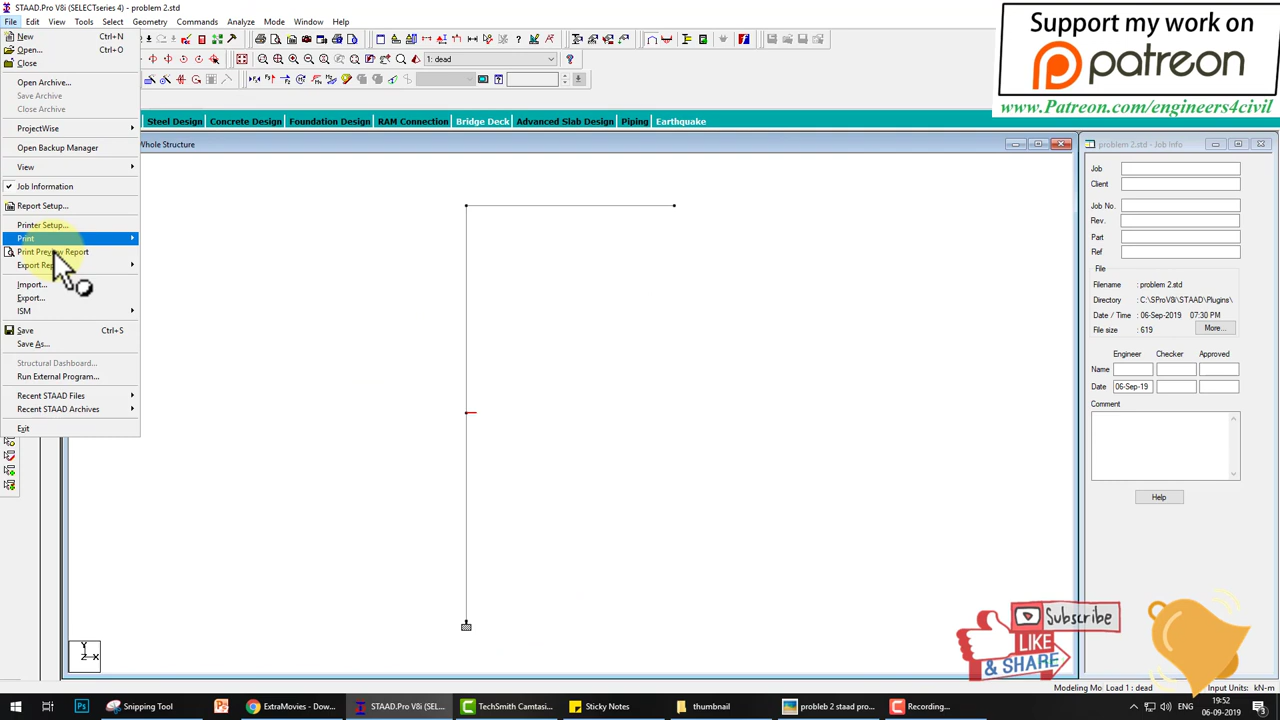 STAAD.Pro V8i (SELECTseries 4) - problem 2.std
File Edit View Tools Select Geometry Commands Analyze Mode Window Help
New Ctrl+N
Open... Ctrl+O
Close
Open Archive...
Save Archive
Close Archive
ProjectWise
Open Backup Manager
View
Job Information
Report Setup...
Printer Setup...
Print
Print Preview Report
Import...
Export...
ISM
Save Ctrl+S
Save As...
Structural Dashboard...
Run External Program...
Recent STAAD Files
Recent STAAD Archives
Exit
1: dead
Steel Design Concrete Design Foundation Design RAM Connection Bridge Deck Advanced Slab Design Piping Earthquake
Whole Structure
Y
Z X
Support my work on
patreon
www.Patreon.com/engineers4civil
problem 2.std - Job Info
Job
Client
Job No.
Rev.
Part
Ref
File
Filename : problem 2.std
Directory : C:\SProV8i\STAAD\Plugins\
Date / Time : 06-Sep-2019 07:30 PM
File size : 619 More...
Engineer Checker Approved
Name
Date 06-Sep-19
Comment
Help
Subscribe
LIKE
& SHARE
Modeling Mo Load 1 : dead Input Units: kN-m
Snipping Tool
ExtraMovies - Dow...
STAAD.Pro V8i (SEL...
TechSmith Camtasi...
Sticky Notes
thumbnail
probleb 2 staad pro...
Recording...
ENG
19:52
06-09-2019